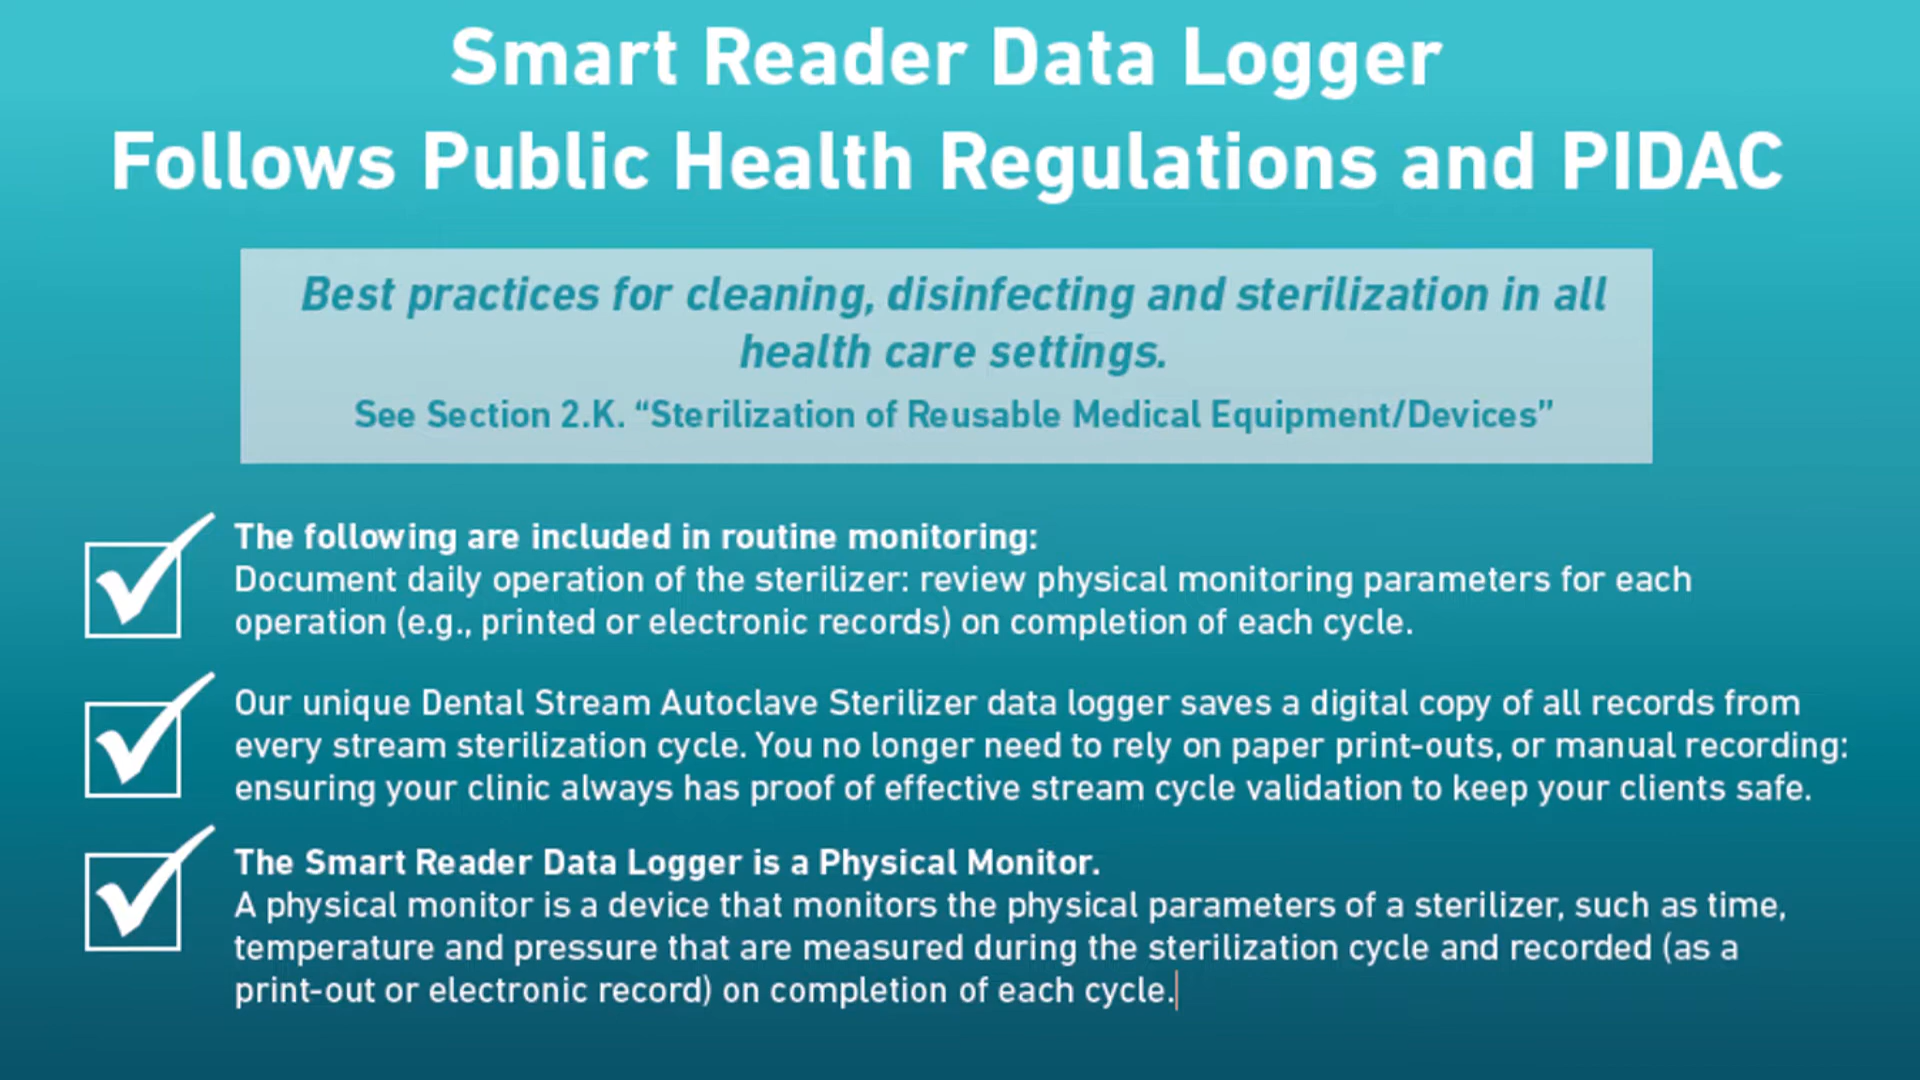 Smart Reader Data Logger
Follows Public Health Regulations and PIDAC
Best practices for cleaning, disinfecting and sterilization in all
health care settings.
See Section 2.K. “Sterilization of Reusable Medical Equipment/Devices”
The following are included in routine monitoring:
Document daily operation of the sterilizer: review physical monitoring parameters for each
operation (e.g., printed or electronic records) on completion of each cycle.
Our unique Dental Stream Autoclave Sterilizer data logger saves a digital copy of all records from
every stream sterilization cycle. You no longer need to rely on paper print-outs, or manual recording:
ensuring your clinic always has proof of effective stream cycle validation to keep your clients safe.
The Smart Reader Data Logger is a Physical Monitor.
A physical monitor is a device that monitors the physical parameters of a sterilizer, such as time,
temperature and pressure that are measured during the sterilization cycle and recorded (as a
print-out or electronic record) on completion of each cycle.